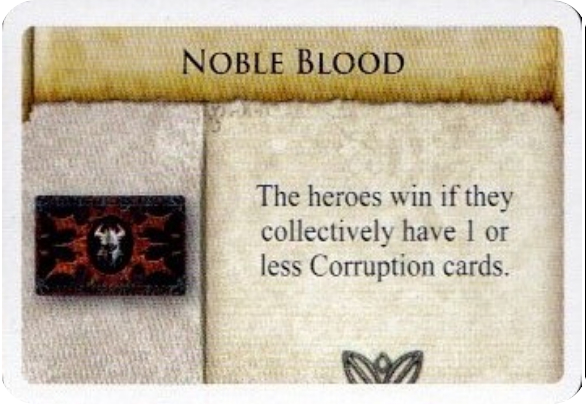 NOBLE BLOOD
The heroes win if they
collectively have 1 or
less Corruption cards.